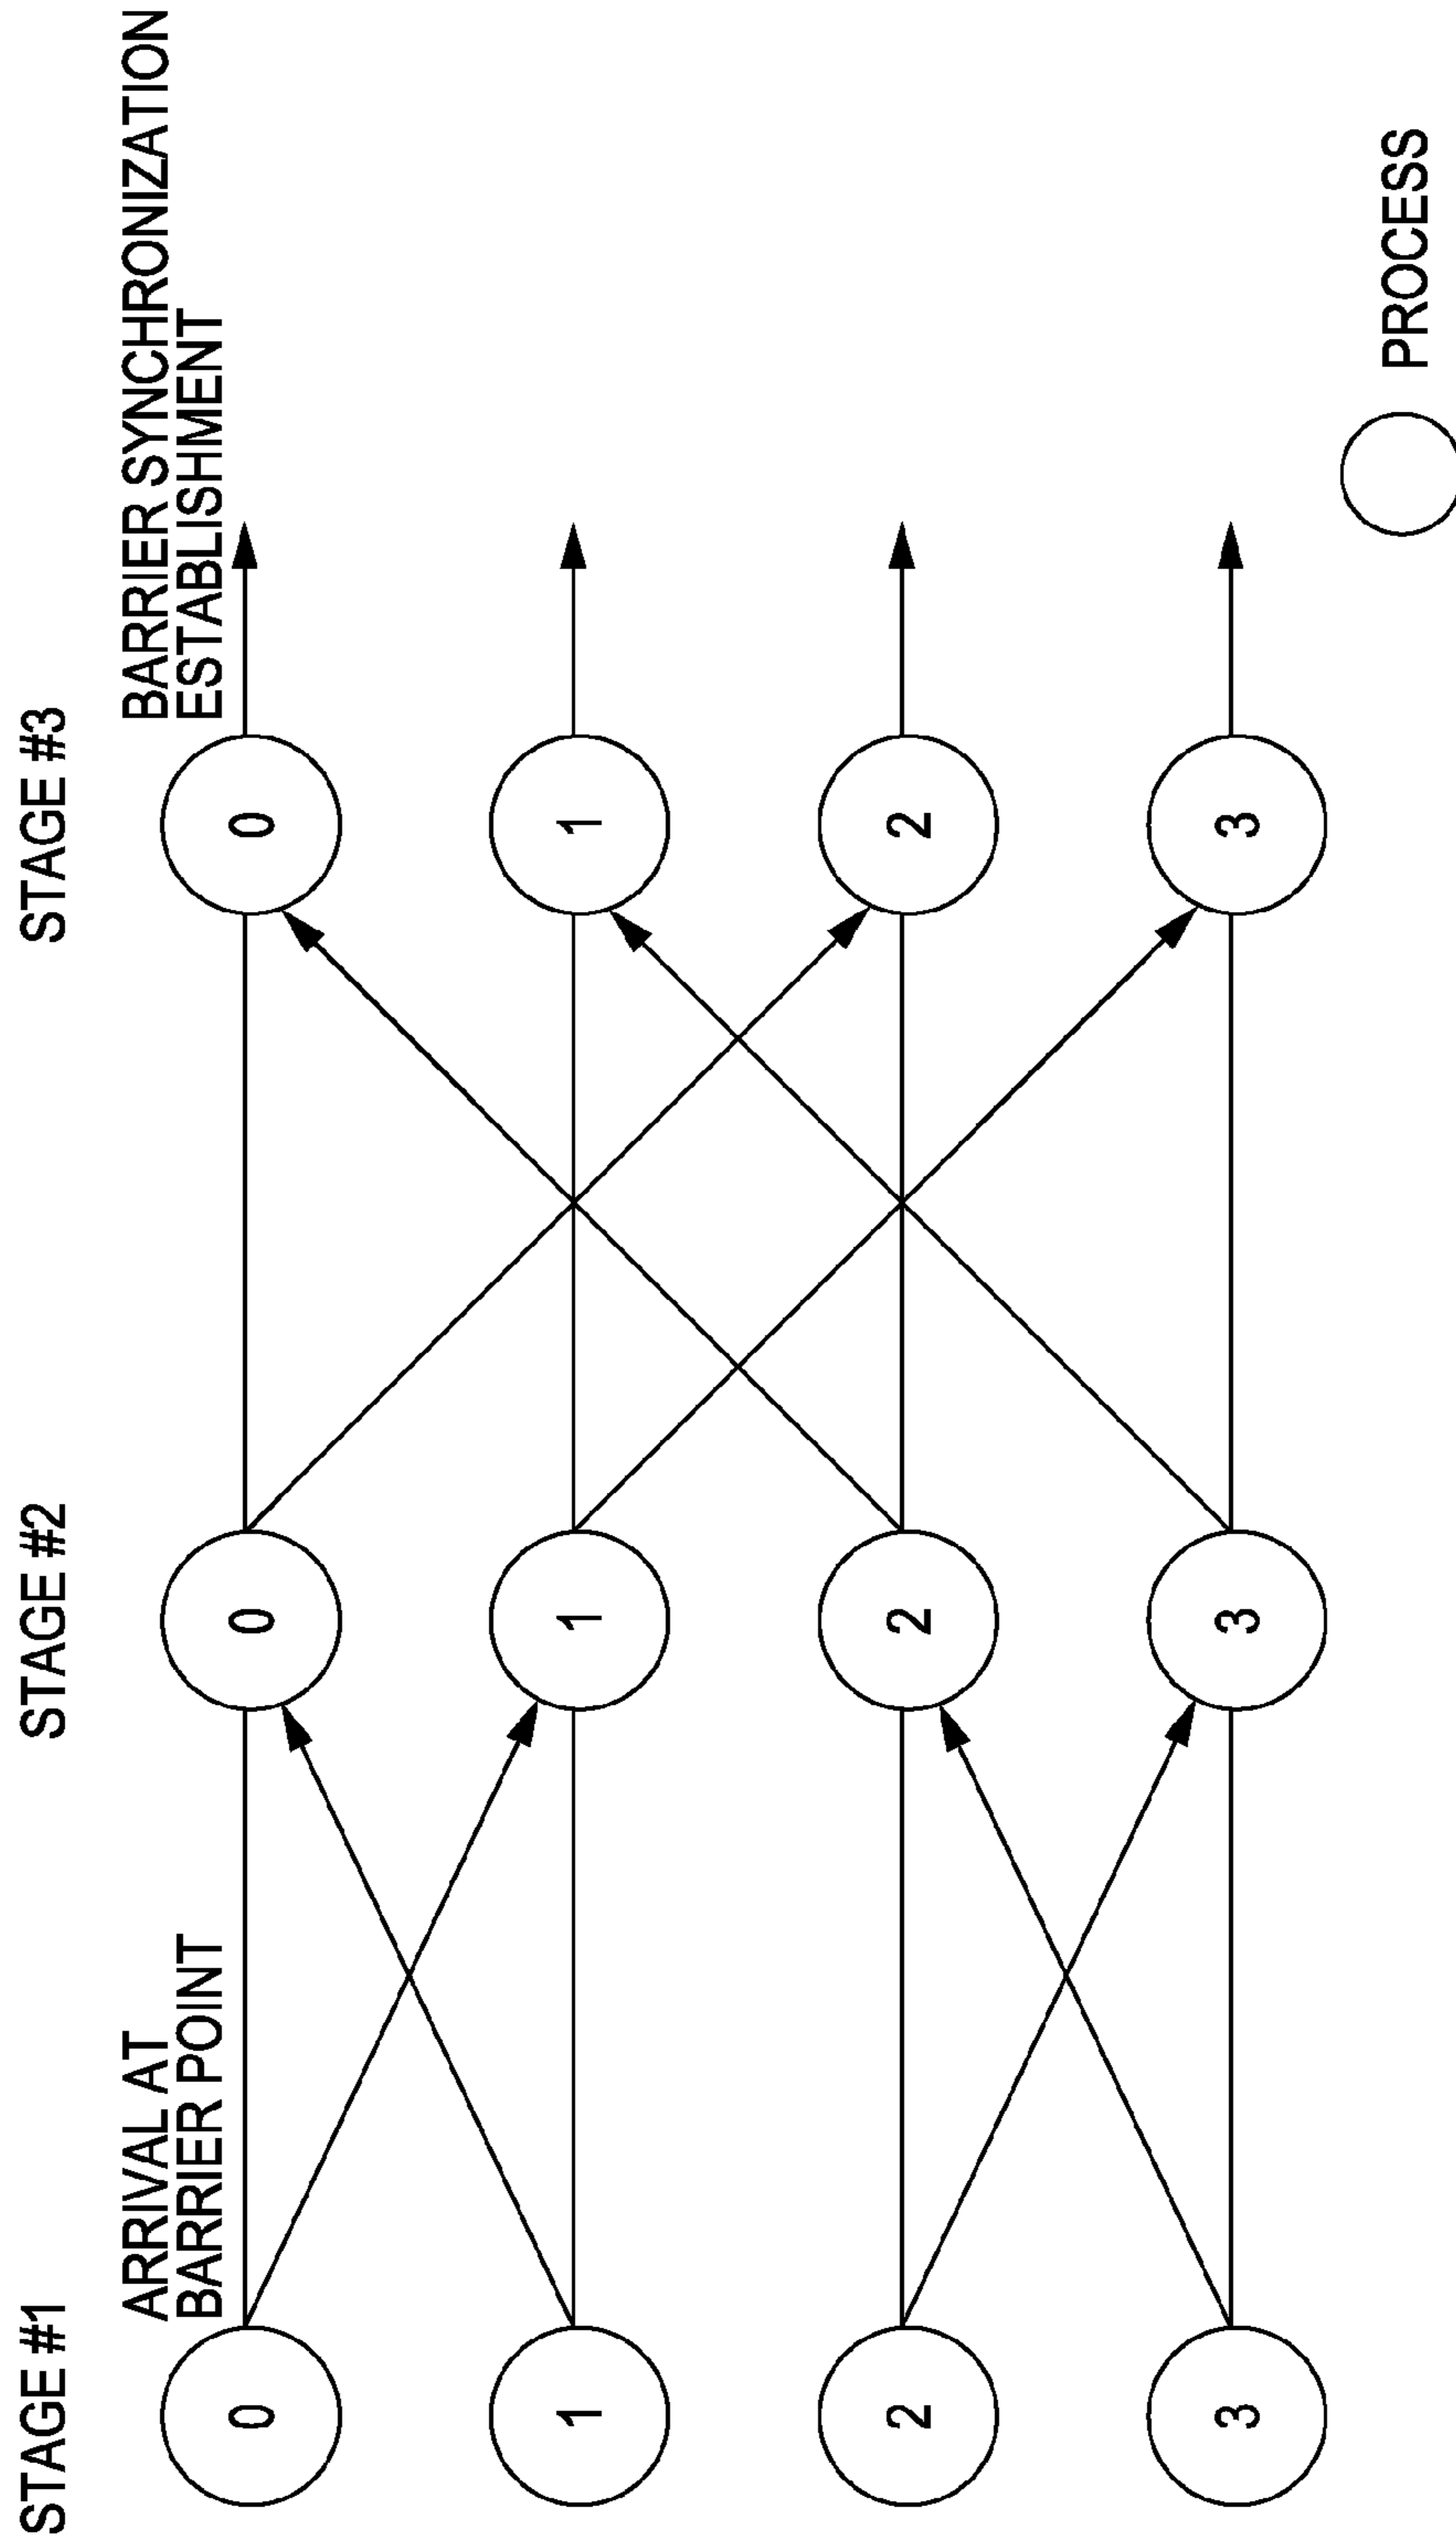 STAGE #1
STAGE #2
STAGE #3
ARRIVAL AT
BARRIER POINT
BARRIER SYNCHRONIZATION
ESTABLISHMENT
0
0
0
1
1
1
2
2
2
3
3
3
PROCESS